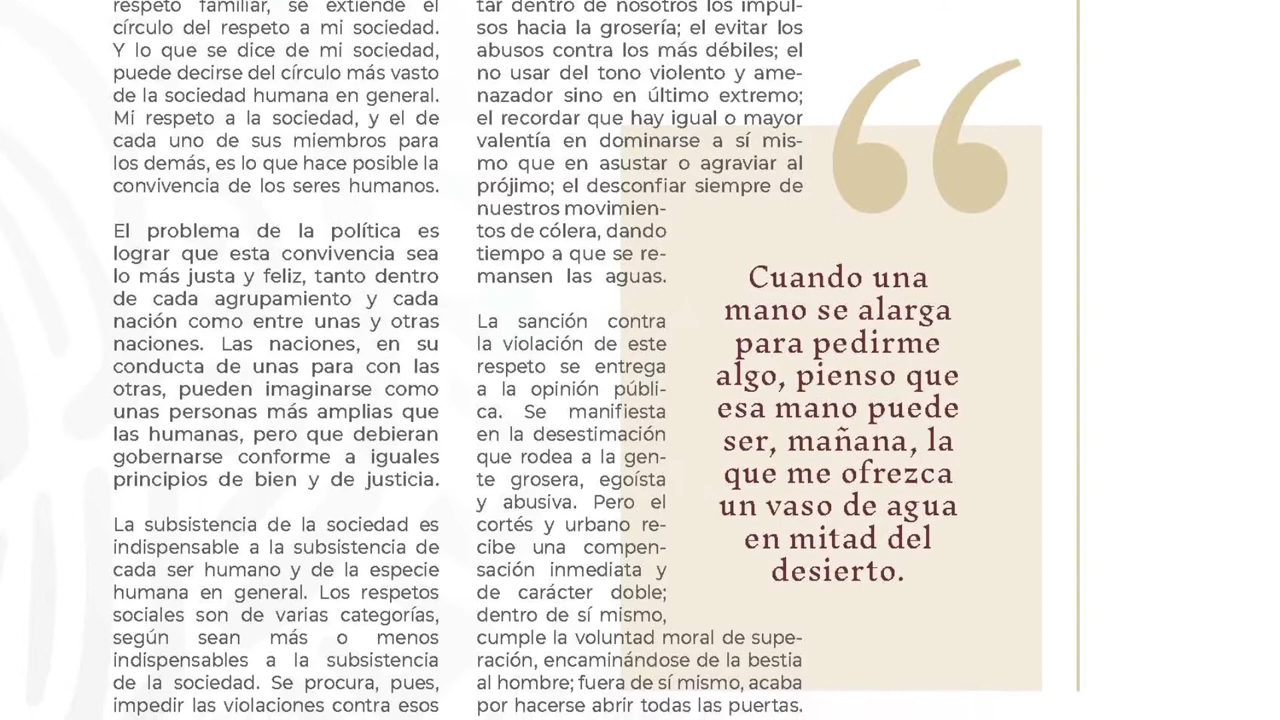 respeto familiar, se extiende el
círculo del respeto a mi sociedad.
Y lo que se dice de mi sociedad,
puede decirse del círculo más vasto
de la sociedad humana en general.
Mi respeto a la sociedad, y el de
cada uno de sus miembros para
los demás, es lo que hace posible la
convivencia de los seres humanos.
El problema de la política es
lograr que esta convivencia sea
lo más justa y feliz, tanto dentro
de cada agrupamiento y cada
nación como entre unas y otras
naciones. Las naciones, en su
conducta de unas para con las
otras, pueden imaginarse como
unas personas más amplias que
las humanas, pero que debieran
gobernarse conforme a iguales
principios de bien y de justicia.
La subsistencia de la sociedad es
indispensable a la subsistencia de
cada ser humano y de la especie
humana en general. Los respetos
sociales son de varias categorías,
según sean más o menos
indispensables a la subsistencia
de la sociedad. Se procura, pues,
impedir las violaciones contra esos
tar dentro de nosotros los impul-
sos hacia la grosería; el evitar los
abusos contra los más débiles; el
no usar del tono violento y ame-
nazador sino en último extremo;
el recordar que hay igual o mayor
valentía en dominarse a sí mis-
mo que en asustar o agraviar al
prójimo; el desconfiar siempre de
nuestros movimien-
tos de cólera, dando
tiempo a que se re-
mansen las aguas.
La sanción contra
la violación de este
respeto se entrega
a la opinión públi-
ca. Se manifiesta
en la desestimación
que rodea a la gen-
te grosera, egoísta
y abusiva. Pero el
cortés y urbano re-
cibe una compen-
sación inmediata y
de carácter doble;
dentro de sí mismo,
cumple la voluntad moral de supe-
ración, encaminándose de la bestia
al hombre; fuera de sí mismo, acaba
por hacerse abrir todas las puertas.
“
Cuando una
mano se alarga
para pedirme
algo, pienso que
esa mano puede
ser, mañana, la
que me ofrezca
un vaso de agua
en mitad del
desierto.